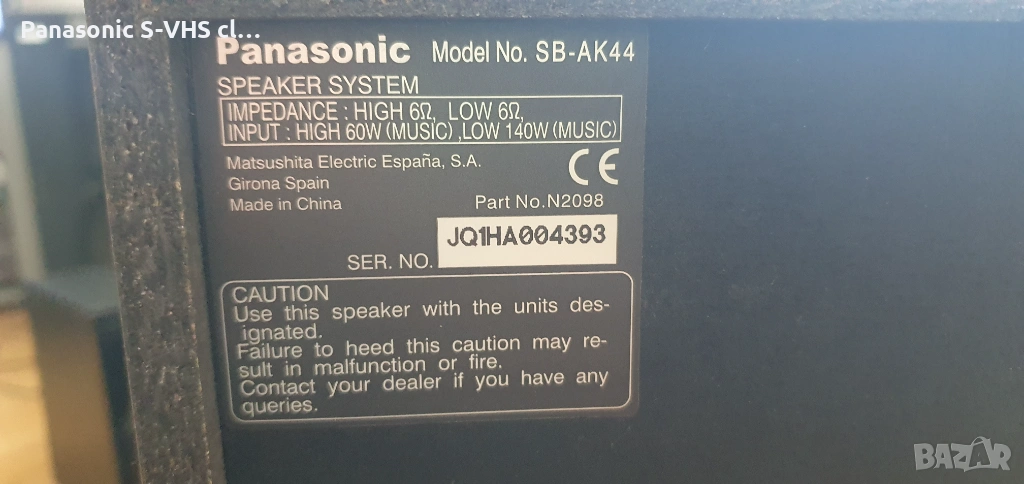 Panasonic S-VHS cl...
Panasonic Model No. SB-AK44
SPEAKER SYSTEM
IMPEDANCE : HIGH 6Ω, LOW 6Ω,
INPUT : HIGH 60W (MUSIC) ,LOW 140W (MUSIC)
Matsushita Electric España, S.A.
Girona Spain
Made in China
CE
Part No.N2098
JQ1HA004393
SER. NO.
CAUTION
Use this speaker with the units des-
ignated.
Failure to heed this caution may re-
sult in malfunction or fire.
Contact your dealer if you have any
queries.
BAZAR